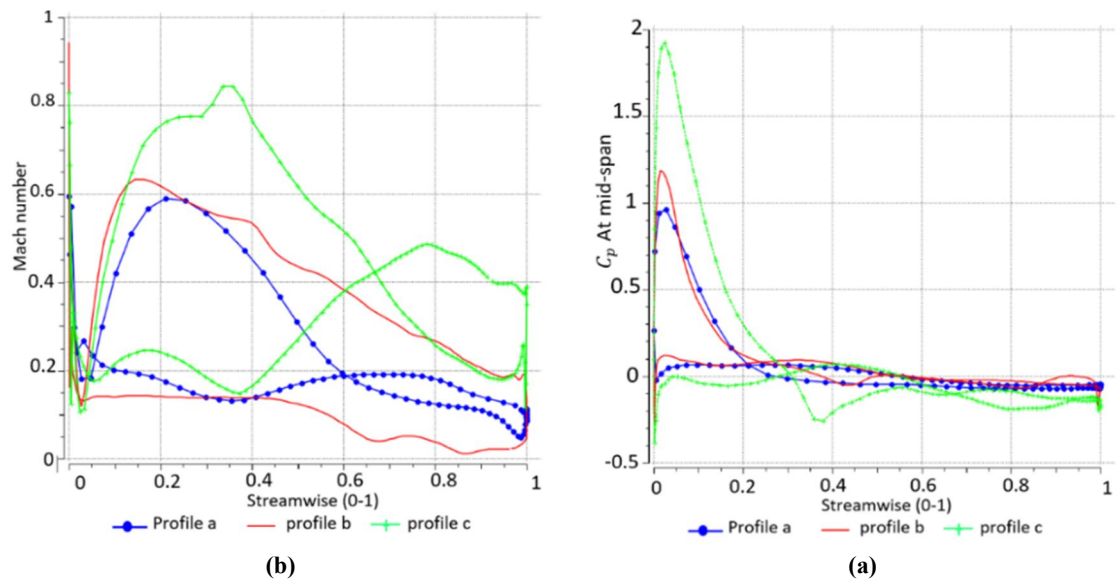 1
0.8
0.6
0.4
0.2
0
Mach number
0 0.2 0.4 0.6 0.8 1
Streamwise (0-1)
Profile a profile b profile c
(b)
2
1.5
1
0.5
0
-0.5
Cp At mid-span
0 0.2 0.4 0.6 0.8 1
Streamwise (0-1)
Profile a profile b profile c
(a)